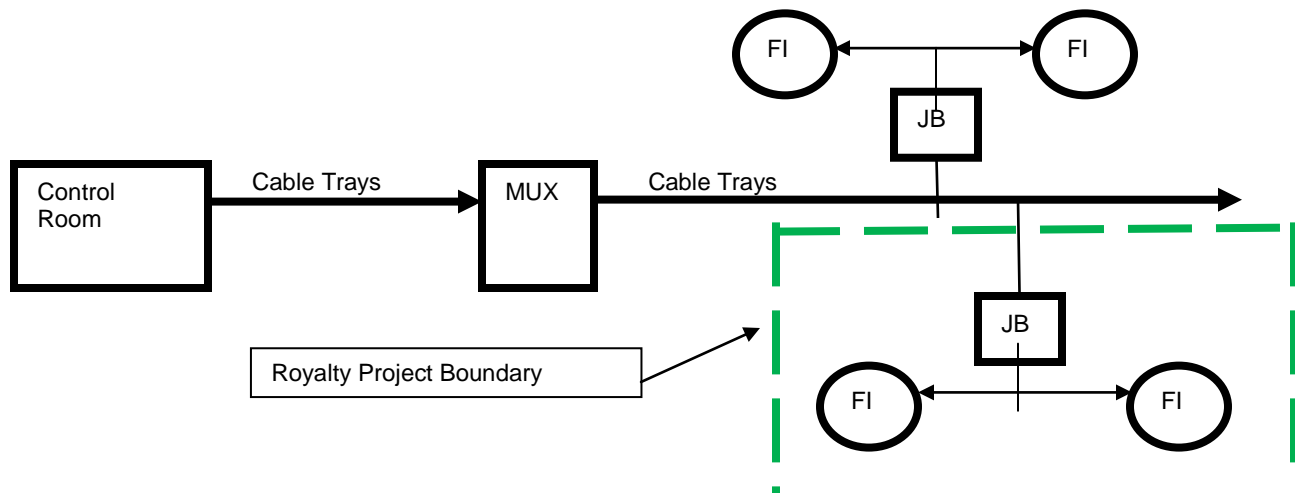 FI
FI
JB
Control
Room
Cable Trays
MUX
Cable Trays
JB
Royalty Project Boundary
FI
FI